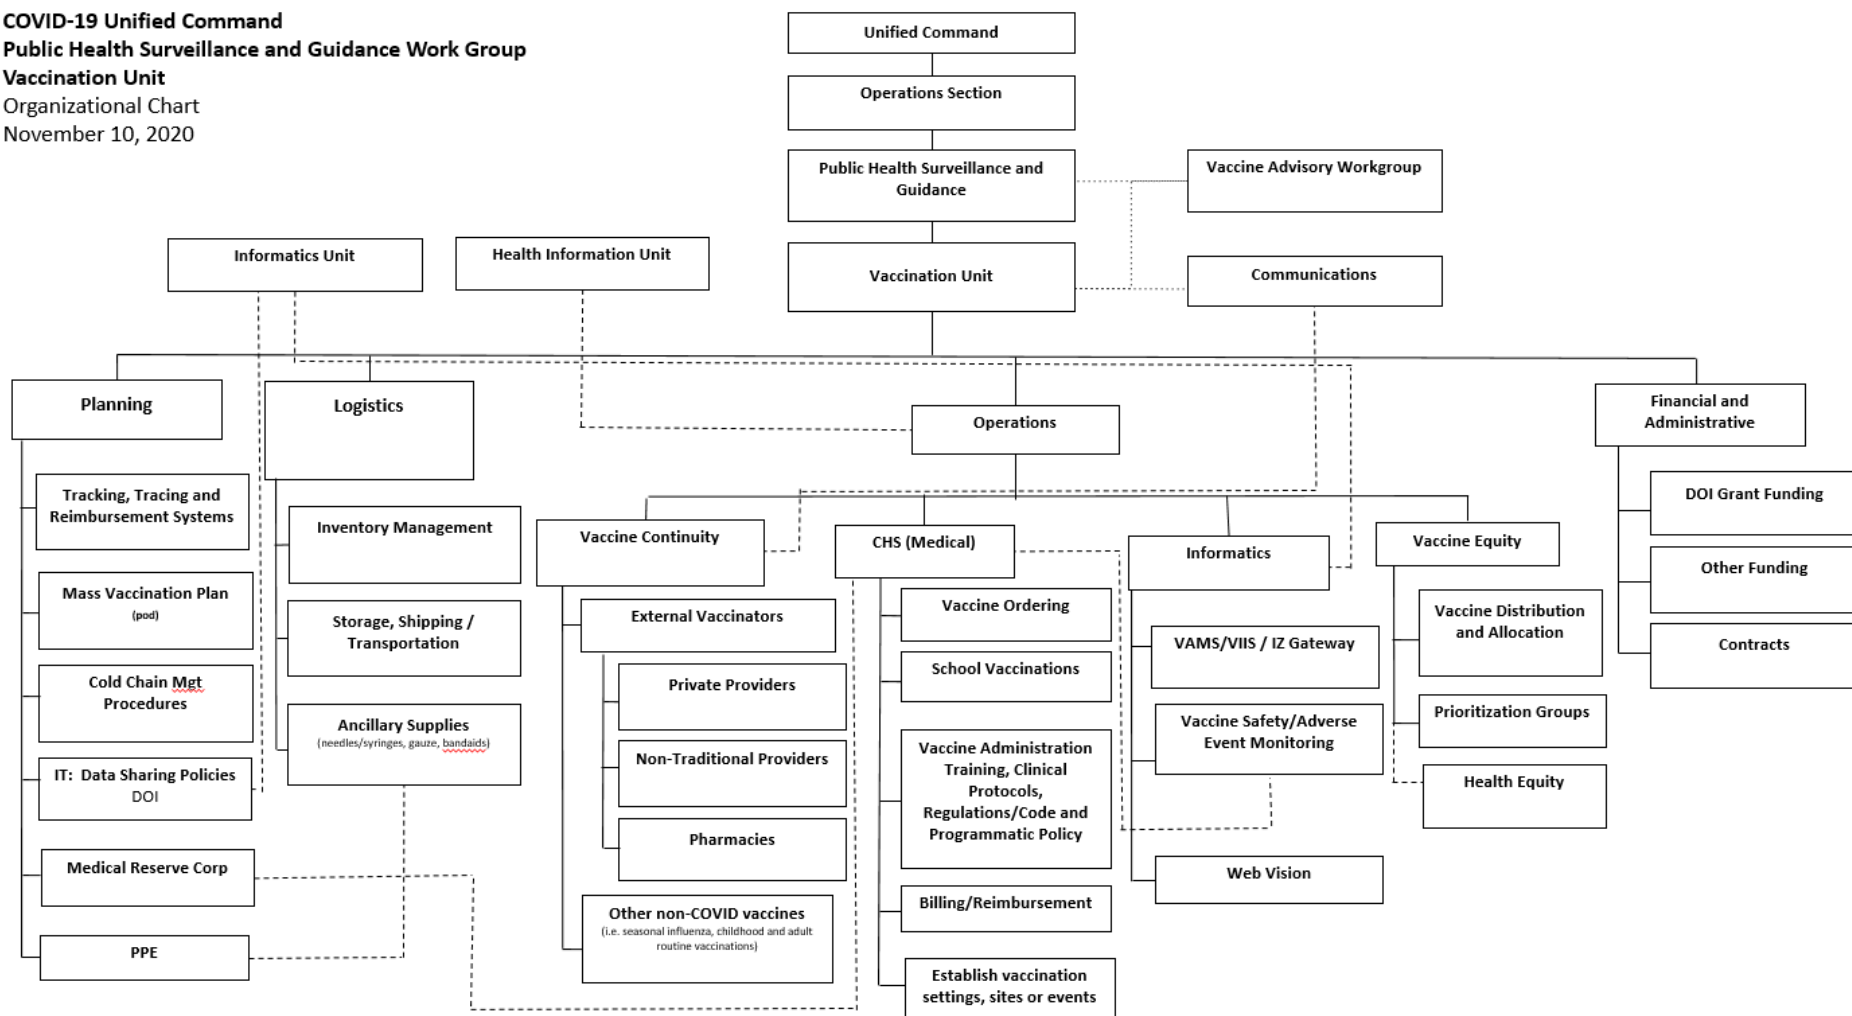 COVID-19 Unified Command
Public Health Surveillance and Guidance Work Group
Vaccination Unit
Organizational Chart
November 10, 2020
Unified Command
Operations Section
Public Health Surveillance and
Guidance
Vaccine Advisory Workgroup
Informatics Unit
Health Information Unit
Vaccination Unit
Communications
Planning
Logistics
Operations
Financial and
Administrative
Tracking, Tracing and
Reimbursement Systems
Mass Vaccination Plan
(pod)
Cold Chain Mgt
Procedures
IT: Data Sharing Policies
DOI
Medical Reserve Corp
PPE
Inventory Management
Storage, Shipping /
Transportation
Ancillary Supplies
(needles/syringes, gauze, bandaids)
Vaccine Continuity
External Vaccinators
Private Providers
Non-Traditional Providers
Pharmacies
Other non-COVID vaccines
(i.e. seasonal influenza, childhood and adult
routine vaccinations)
CHS (Medical)
Vaccine Ordering
School Vaccinations
Vaccine Administration
Training, Clinical
Protocols,
Regulations/Code and
Programmatic Policy
Billing/Reimbursement
Establish vaccination
settings, sites or events
Informatics
VAMS/VIIS / IZ Gateway
Vaccine Safety/Adverse
Event Monitoring
Web Vision
Vaccine Equity
Vaccine Distribution
and Allocation
Prioritization Groups
Health Equity
DOI Grant Funding
Other Funding
Contracts